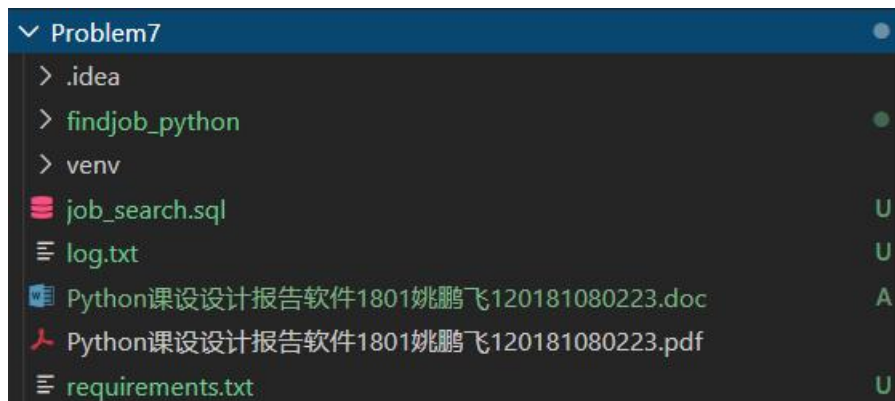 Problem7
.idea
findjob_python
venv
job_search.sql U
log.txt U
Python课设设计报告软件1801姚鹏飞120181080223.doc A
Python课设设计报告软件1801姚鹏飞120181080223.pdf
requirements.txt U